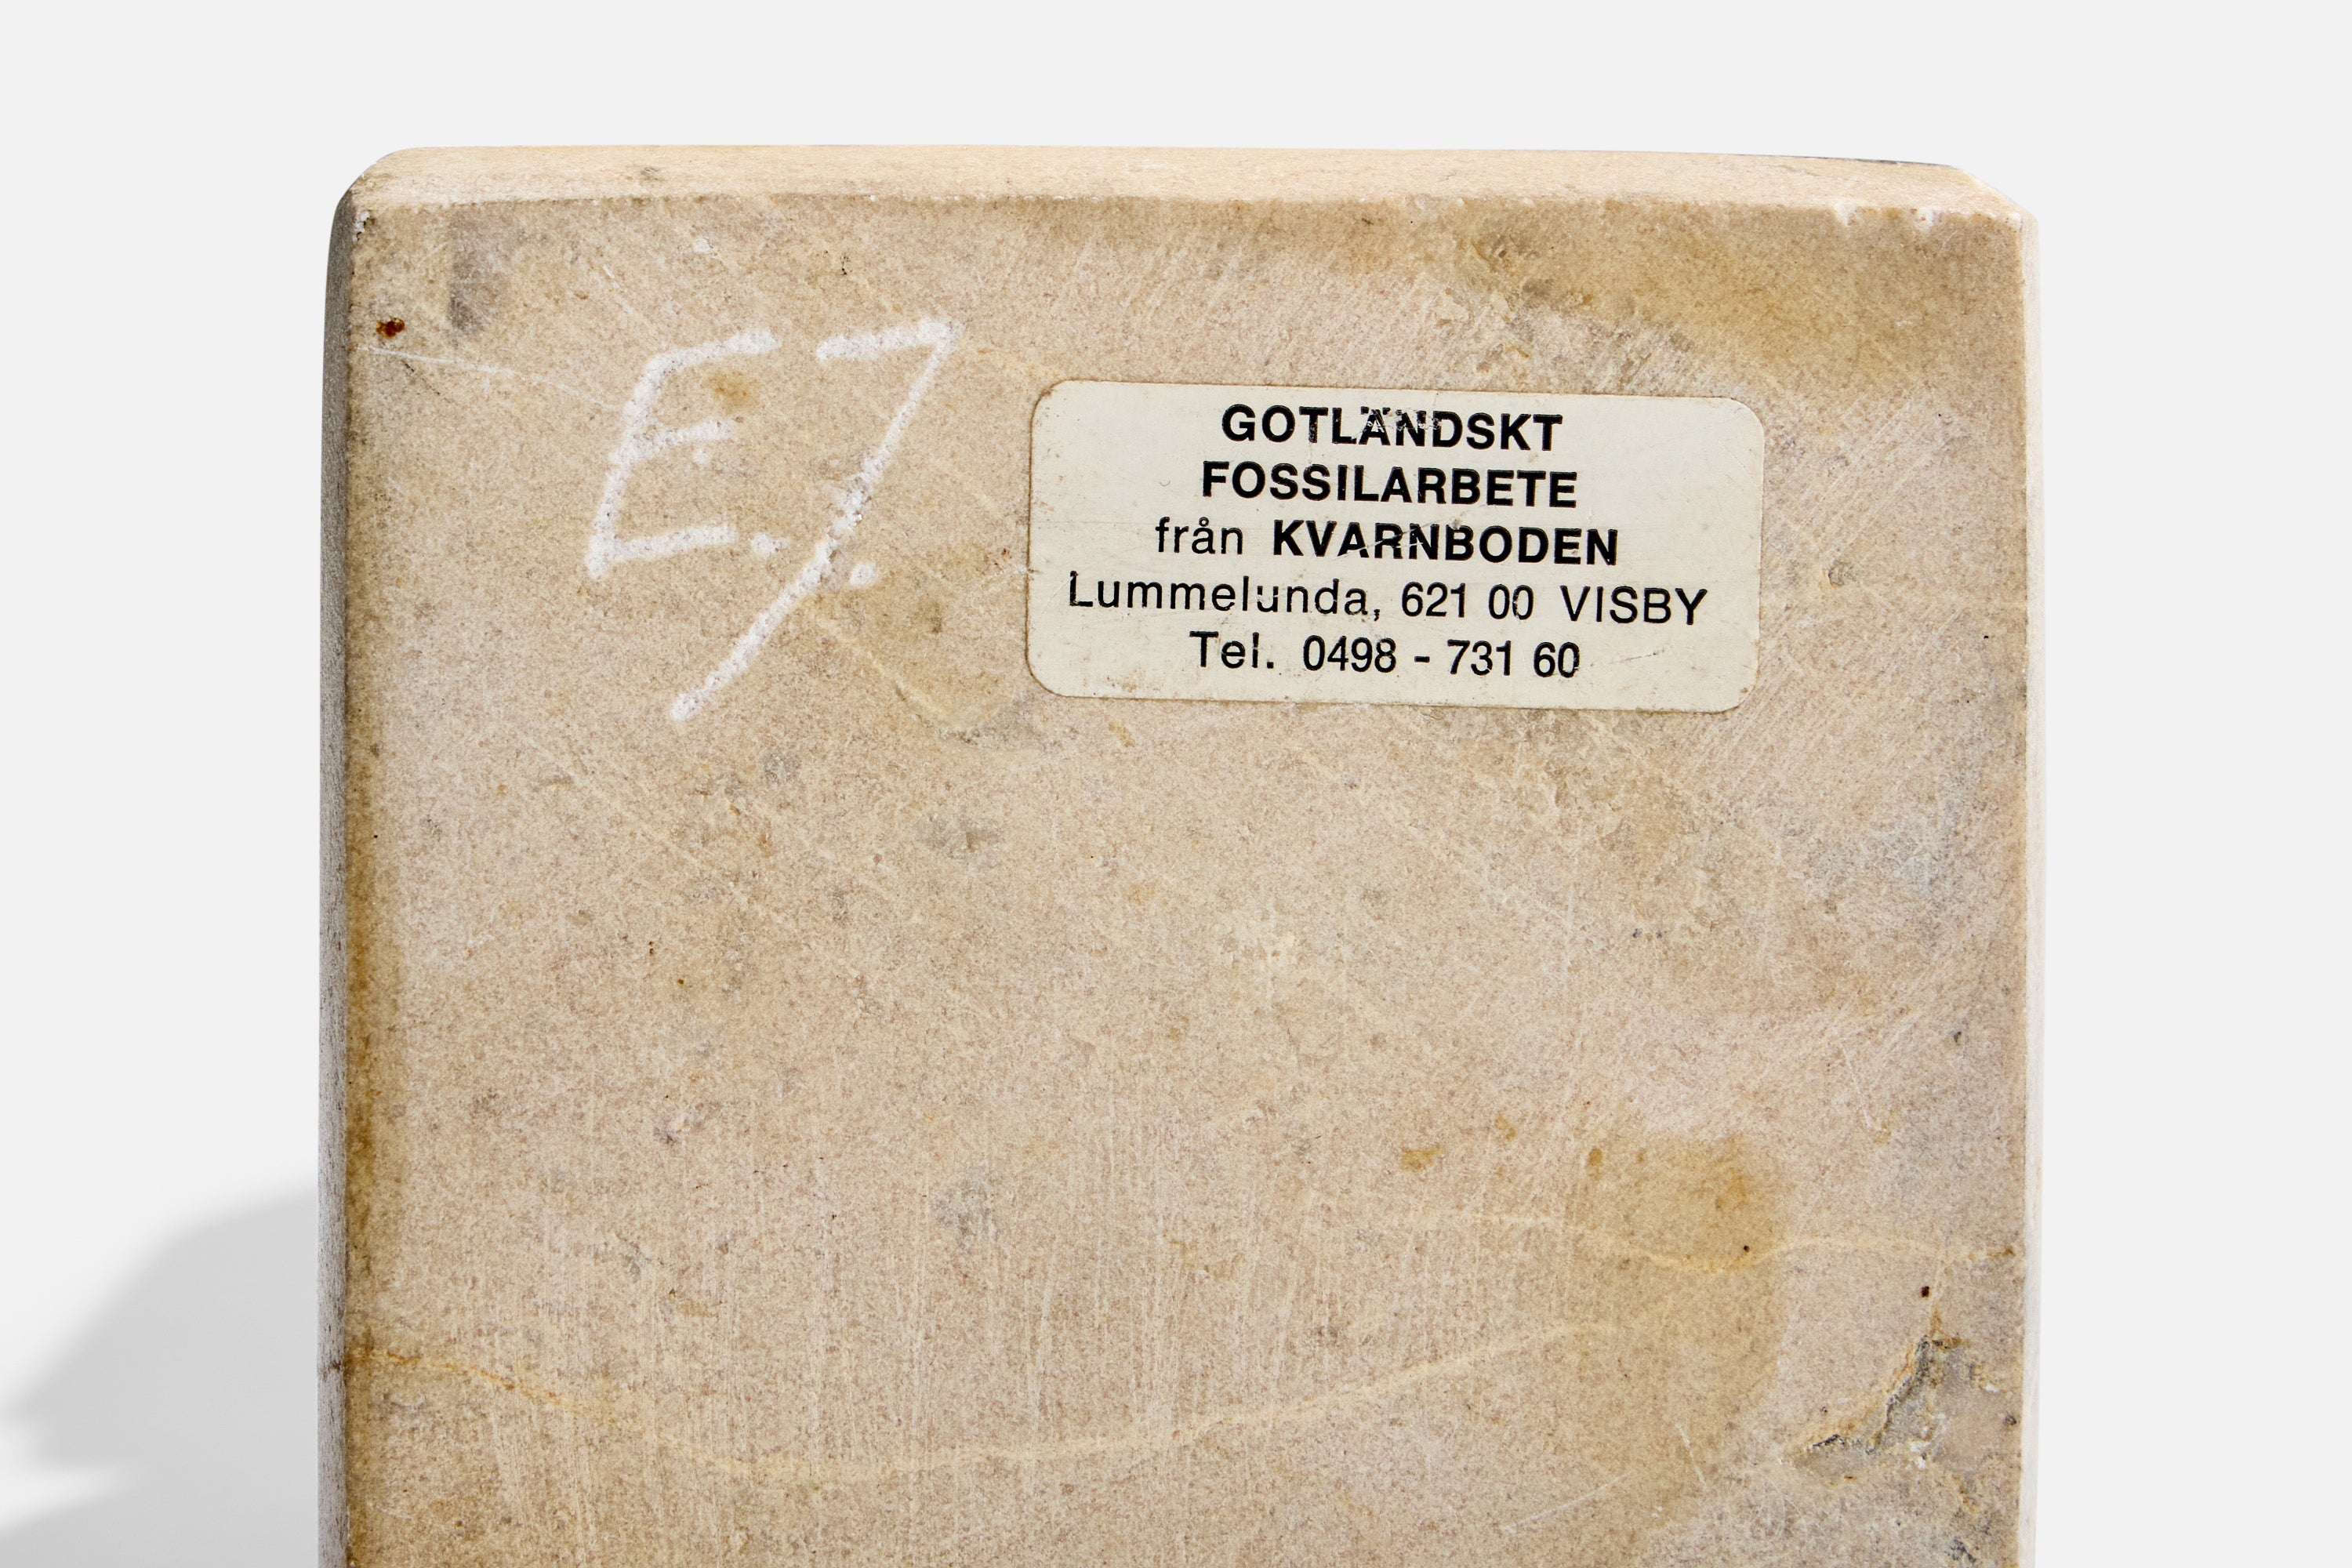 E.J.
GOTLÄNDSKT
FOSSILARBETE
från KVARNBODEN
Lummelunda, 621 00 VISBY
Tel. 0498 - 731 60